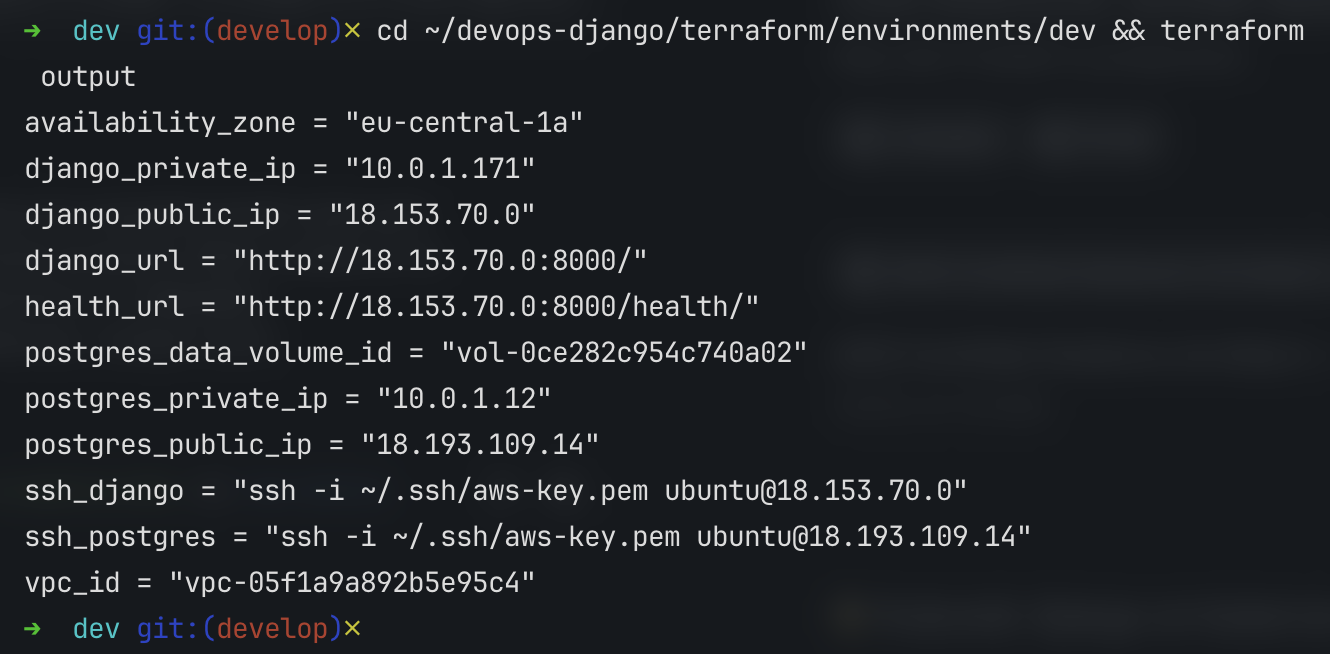 ➜  dev git:(develop)✗ cd ~/devops-django/terraform/environments/dev && terraform
 output
availability_zone = "eu-central-1a"
django_private_ip = "10.0.1.171"
django_public_ip = "18.153.70.0"
django_url = "http://18.153.70.0:8000/"
health_url = "http://18.153.70.0:8000/health/"
postgres_data_volume_id = "vol-0ce282c954c740a02"
postgres_private_ip = "10.0.1.12"
postgres_public_ip = "18.193.109.14"
ssh_django = "ssh -i ~/.ssh/aws-key.pem ubuntu@18.153.70.0"
ssh_postgres = "ssh -i ~/.ssh/aws-key.pem ubuntu@18.193.109.14"
vpc_id = "vpc-05f1a9a892b5e95c4"
➜  dev git:(develop)✗